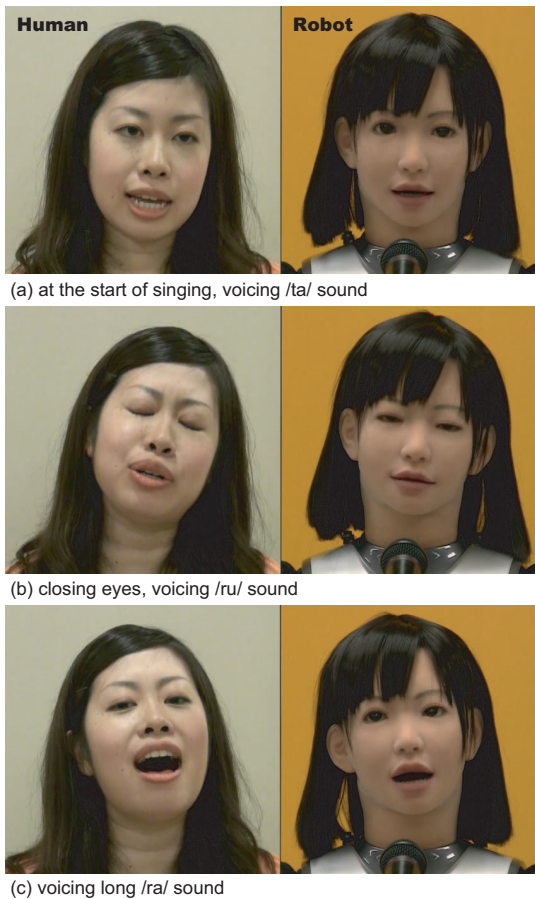 Human Robot
(a) at the start of singing, voicing /ta/ sound
(b) closing eyes, voicing /ru/ sound
(c) voicing long /ra/ sound